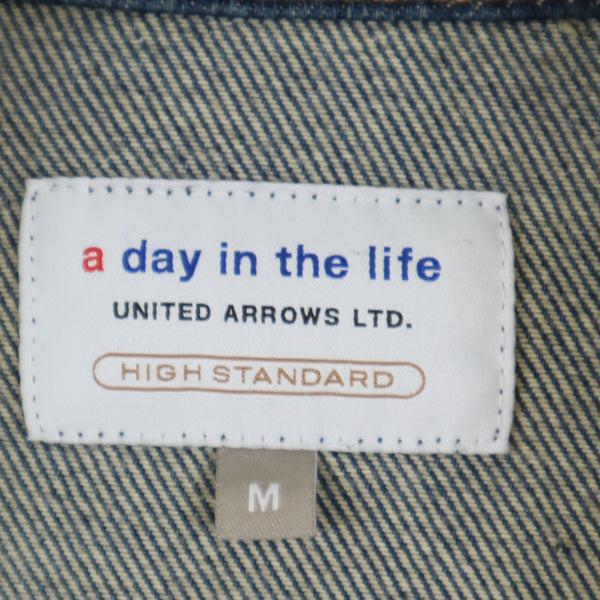 a day in the life
UNITED ARROWS LTD.
HIGH STANDARD
M